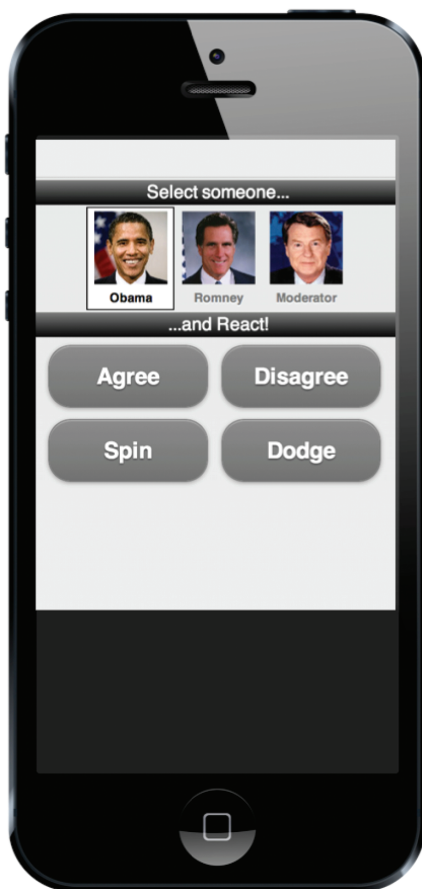 Select someone...
Obama Romney Moderator
...and React!
Agree Disagree
Spin Dodge